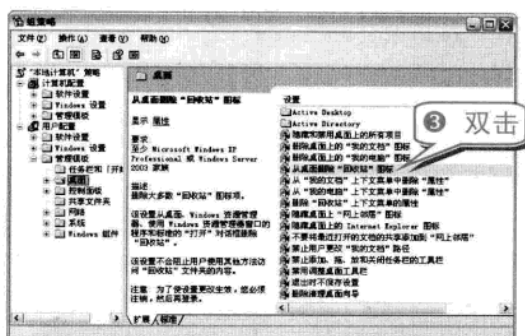 组策略
文件(F) 操作(A) 查看(V) 帮助(H)
“本地计算机”策略
计算机配置
软件设置
Windows 设置
管理模板
用户配置
软件设置
Windows 设置
管理模板
任务栏和「开
桌面
控制面板
共享文件夹
网络
系统
Windows 组件
桌面
从桌面删除“回收站”图标
显示 属性
要求:
至少 Microsoft Windows XP
Professional 或 Windows Server
2003 家族
描述:
删除大多数“回收站”图标项。
该设置从桌面、Windows 资源管理
器、使用 Windows 资源管理器窗口的
程序和标准的“打开”对话框删除
“回收站”。
该设置不会阻止用户使用其他方法访
问“回收站”文件夹的内容。
注意: 为了使设置更改生效,您必须
注销,然后再登录。
设置
Active Desktop
Active Directory
隐藏和禁用桌面上的所有项目
删除桌面上的“我的文档”图标
删除桌面上的“我的电脑”图标
从桌面删除“回收站”图标
从“我的文档”上下文菜单中删除“属性”
从“我的电脑”上下文菜单中删除“属性”
删除“回收站”上下文菜单的属性
隐藏桌面上“网上邻居”图标
隐藏桌面上的 Internet Explorer 图标
不要将最近打开的文档的共享添加到“网上邻居”
禁止用户更改“我的文档”路径
禁止添加、拖、放和关闭任务栏的工具栏
禁用调整桌面工具栏
退出时不保存设置
删除清理桌面向导
❸ 双击
扩展 标准